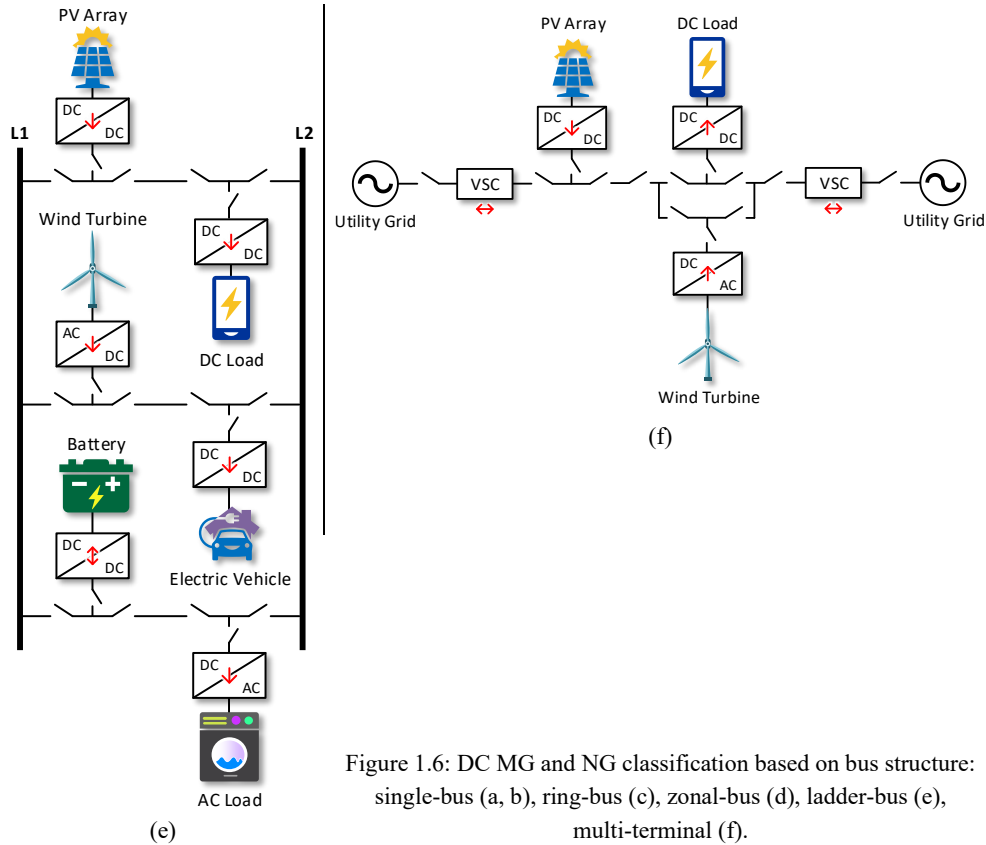 PV Array
DC
DC
L1
L2
Wind Turbine
DC
DC
AC
DC
DC Load
Battery
DC
DC
DC
DC
Electric Vehicle
DC
AC
AC Load
(e)
PV Array
DC Load
DC
DC
DC
DC
VSC
VSC
Utility Grid
Utility Grid
DC
AC
Wind Turbine
(f)
Figure 1.6: DC MG and NG classification based on bus structure:
single-bus (a, b), ring-bus (c), zonal-bus (d), ladder-bus (e),
multi-terminal (f).